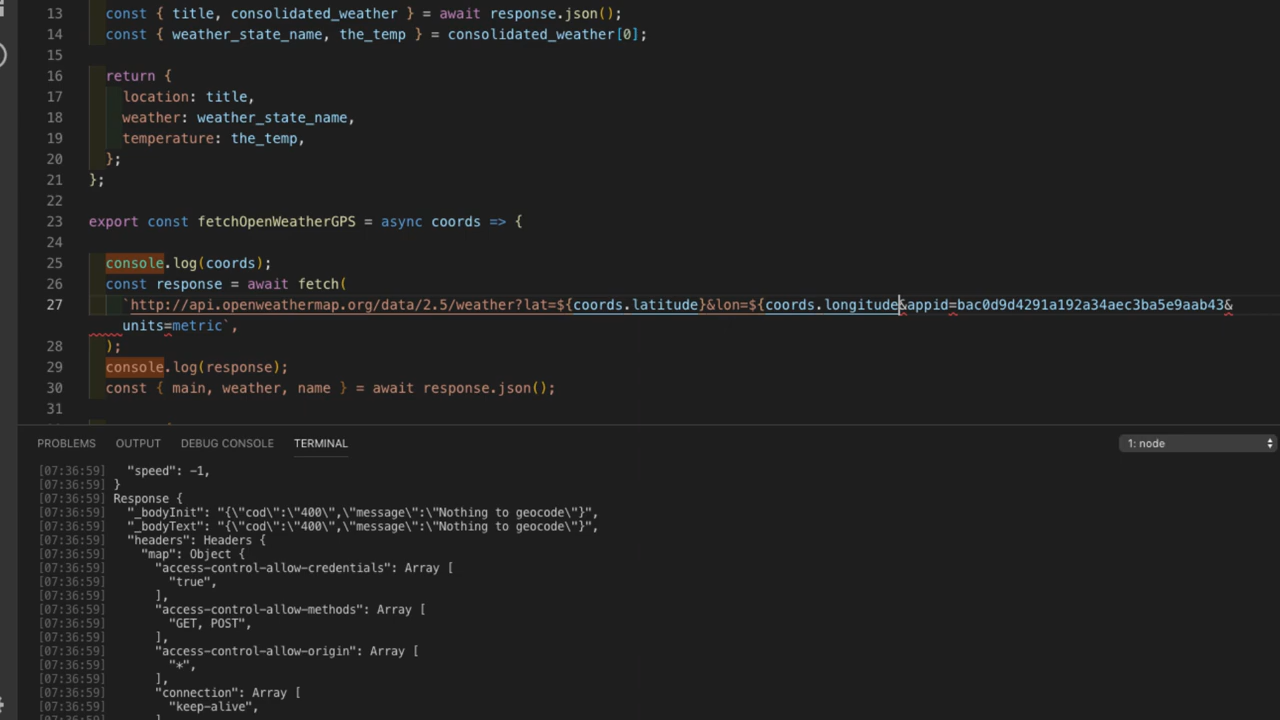 13 const { title, consolidated_weather } = await response.json();
14 const { weather_state_name, the_temp } = consolidated_weather[0];
15
16 return {
17 location: title,
18 weather: weather_state_name,
19 temperature: the_temp,
20 };
21 };
22
23 export const fetchOpenWeatherGPS = async coords => {
24
25 console.log(coords);
26 const response = await fetch(
27 `http://api.openweathermap.org/data/2.5/weather?lat=${coords.latitude}&lon=${coords.longitude&appid=bac0d9d4291a192a34aec3ba5e9aab43&
units=metric`,
28 );
29 console.log(response);
30 const { main, weather, name } = await response.json();
31
PROBLEMS OUTPUT DEBUG CONSOLE TERMINAL 1: node
[07:36:59] "speed": -1,
[07:36:59] }
[07:36:59] Response {
[07:36:59] "_bodyInit": "{\"cod\":\"400\",\"message\":\"Nothing to geocode\"}",
[07:36:59] "_bodyText": "{\"cod\":\"400\",\"message\":\"Nothing to geocode\"}",
[07:36:59] "headers": Headers {
[07:36:59] "map": Object {
[07:36:59] "access-control-allow-credentials": Array [
[07:36:59] "true",
[07:36:59] ],
[07:36:59] "access-control-allow-methods": Array [
[07:36:59] "GET, POST",
[07:36:59] ],
[07:36:59] "access-control-allow-origin": Array [
[07:36:59] "*",
[07:36:59] ],
[07:36:59] "connection": Array [
[07:36:59] "keep-alive",